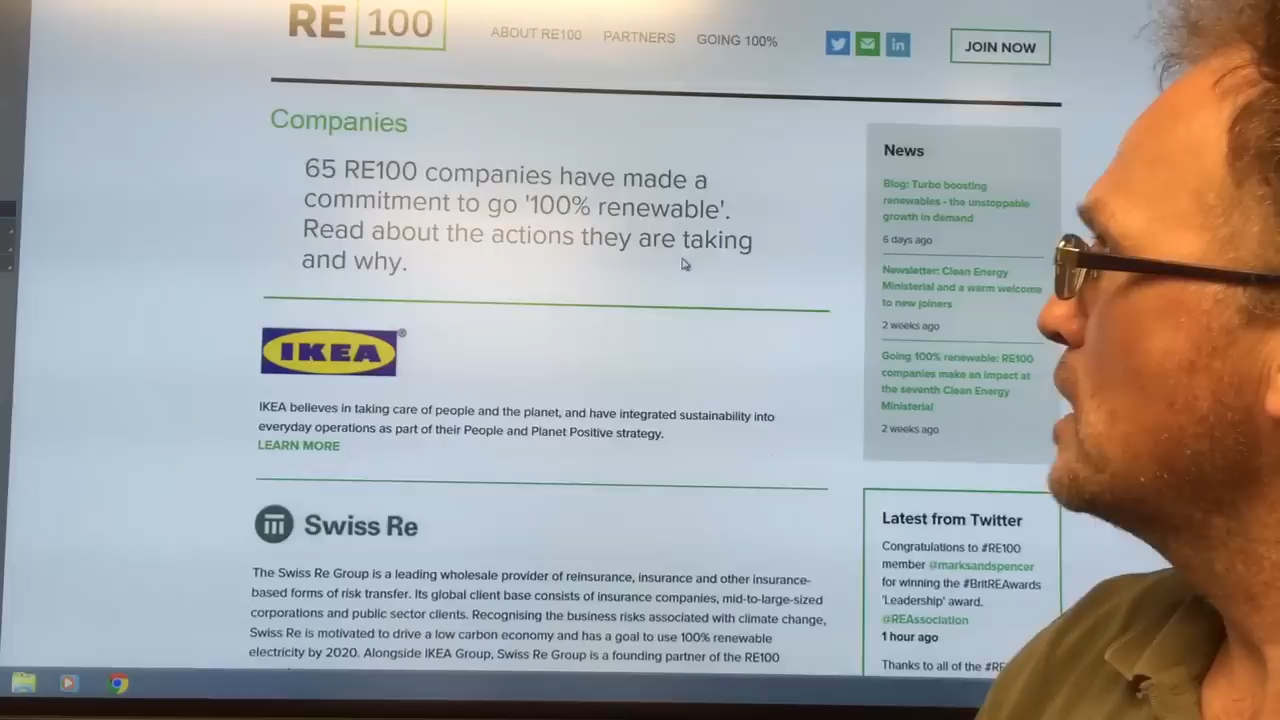 RE 100
ABOUT RE100 PARTNERS GOING 100%
in
JOIN NOW
Companies
65 RE100 companies have made a
commitment to go '100% renewable'.
Read about the actions they are taking
and why.
IKEA ®
IKEA believes in taking care of people and the planet, and have integrated sustainability into
everyday operations as part of their People and Planet Positive strategy.
LEARN MORE
Swiss Re
The Swiss Re Group is a leading wholesale provider of reinsurance, insurance and other insurance-
based forms of risk transfer. Its global client base consists of insurance companies, mid-to-large-sized
corporations and public sector clients. Recognising the business risks associated with climate change,
Swiss Re is motivated to drive a low carbon economy and has a goal to use 100% renewable
electricity by 2020. Alongside IKEA Group, Swiss Re Group is a founding partner of the RE100
News
Blog: Turbo boosting
renewables - the unstoppable
growth in demand
6 days ago
Newsletter: Clean Energy
Ministerial and a warm welcome
to new joiners
2 weeks ago
Going 100% renewable: RE100
companies make an impact at
the seventh Clean Energy
Ministerial
2 weeks ago
Latest from Twitter
Congratulations to #RE100
member @marksandspencer
for winning the #BritREAwards
'Leadership' award.
@REAssociation
1 hour ago
Thanks to all of the #RE